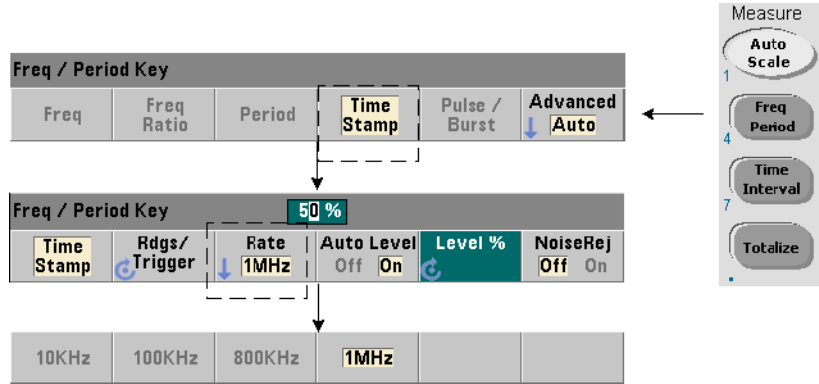 Measure
Auto
Scale
1
Freq
Period
4
Time
Interval
7
Totalize
.
Freq / Period Key
Freq
Freq
Ratio
Period
Time
Stamp
Pulse /
Burst
Advanced
Auto
Freq / Period Key
50 %
Time
Stamp
Rdgs/
Trigger
Rate
1MHz
Auto Level
Off On
Level %
NoiseRej
Off On
10KHz
100KHz
800KHz
1MHz